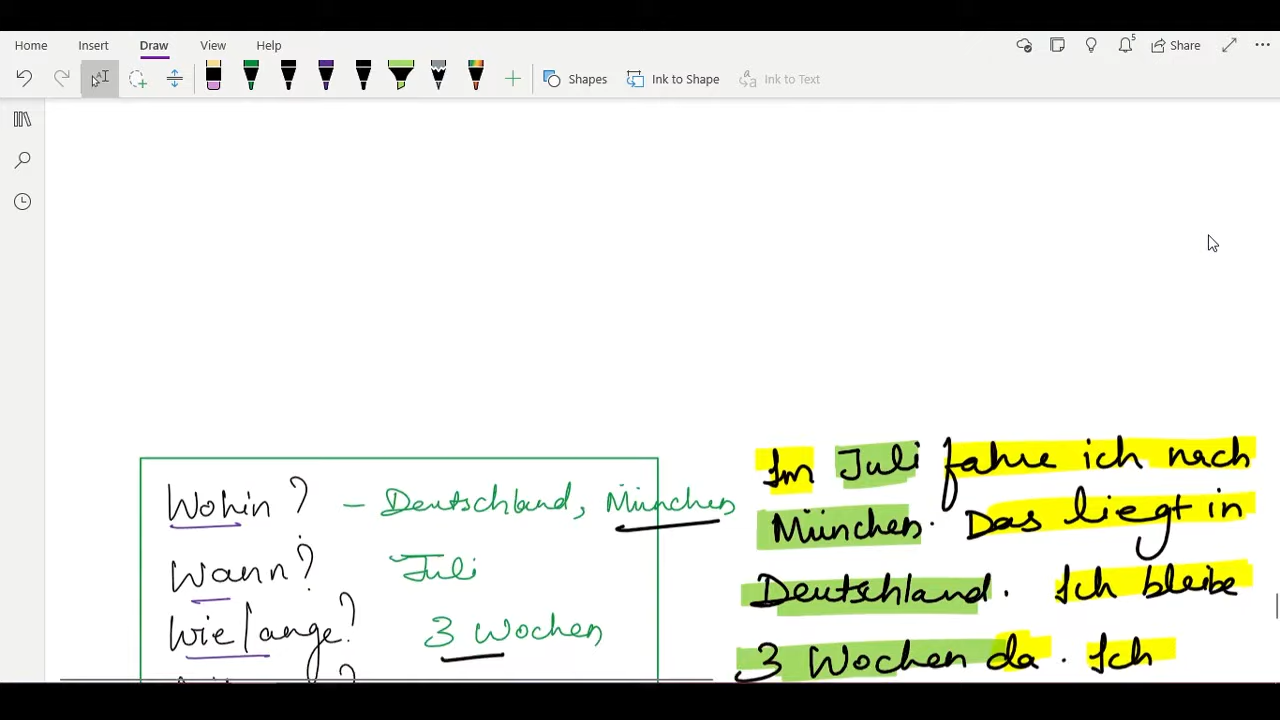 Home Insert Draw View Help 5 Share
Shapes Ink to Shape Ink to Text
Wohin? – Deutschland, München
Wann? Juli
Wie lange? 3 Wochen
Im Juli fahre ich nach
München. Das liegt in
Deutschland. Ich bleibe
3 Wochen da. Ich